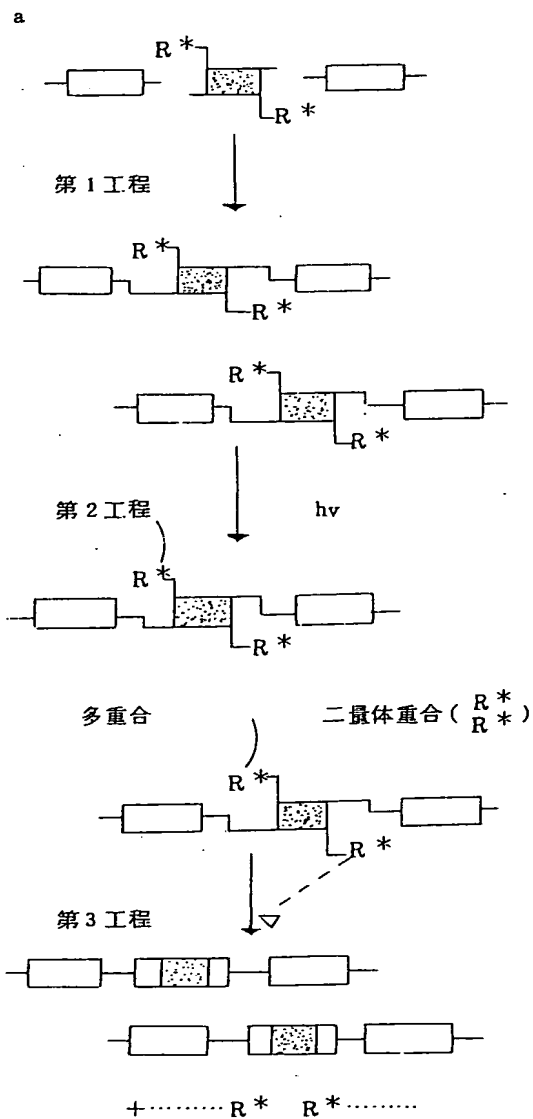 a
R*
R*
第1工程
R*
R*
R*
R*
第2工程 hν
R*
R*
多重合 二量体重合(R* R*)
R*
R*
第3工程
+………R* R*………